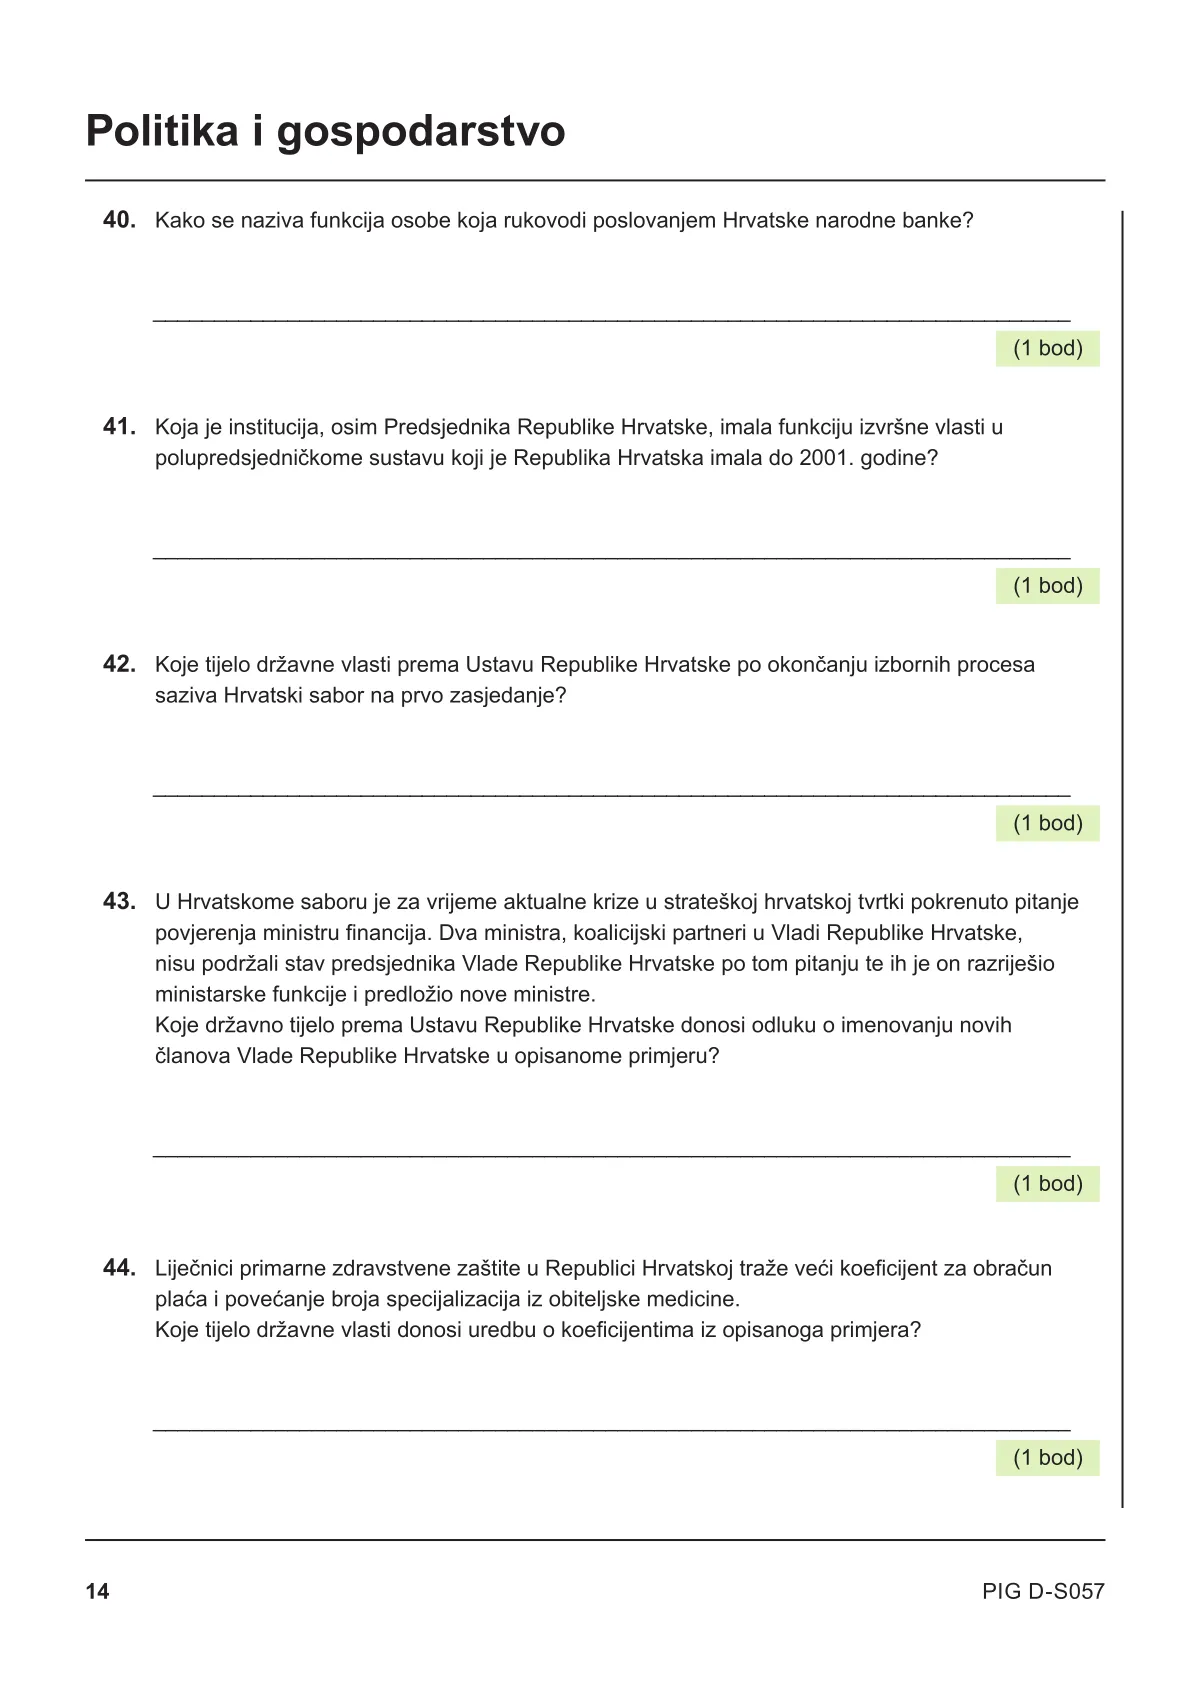 Politika i gospodarstvo
40. Kako se naziva funkcija osobe koja rukovodi poslovanjem Hrvatske narodne banke?
(1 bod)
41. Koja je institucija, osim Predsjednika Republike Hrvatske, imala funkciju izvršne vlasti u
polupredsjedničkome sustavu koji je Republika Hrvatska imala do 2001. godine?
(1 bod)
42. Koje tijelo državne vlasti prema Ustavu Republike Hrvatske po okončanju izbornih procesa
saziva Hrvatski sabor na prvo zasjedanje?
(1 bod)
43. U Hrvatskome saboru je za vrijeme aktualne krize u strateškoj hrvatskoj tvrtki pokrenuto pitanje
povjerenja ministru financija. Dva ministra, koalicijski partneri u Vladi Republike Hrvatske,
nisu podržali stav predsjednika Vlade Republike Hrvatske po tom pitanju te ih je on razriješio
ministarske funkcije i predložio nove ministre.
Koje državno tijelo prema Ustavu Republike Hrvatske donosi odluku o imenovanju novih
članova Vlade Republike Hrvatske u opisanome primjeru?
(1 bod)
44. Liječnici primarne zdravstvene zaštite u Republici Hrvatskoj traže veći koeficijent za obračun
plaća i povećanje broja specijalizacija iz obiteljske medicine.
Koje tijelo državne vlasti donosi uredbu o koeficijentima iz opisanoga primjera?
(1 bod)
14
PIG D-S057